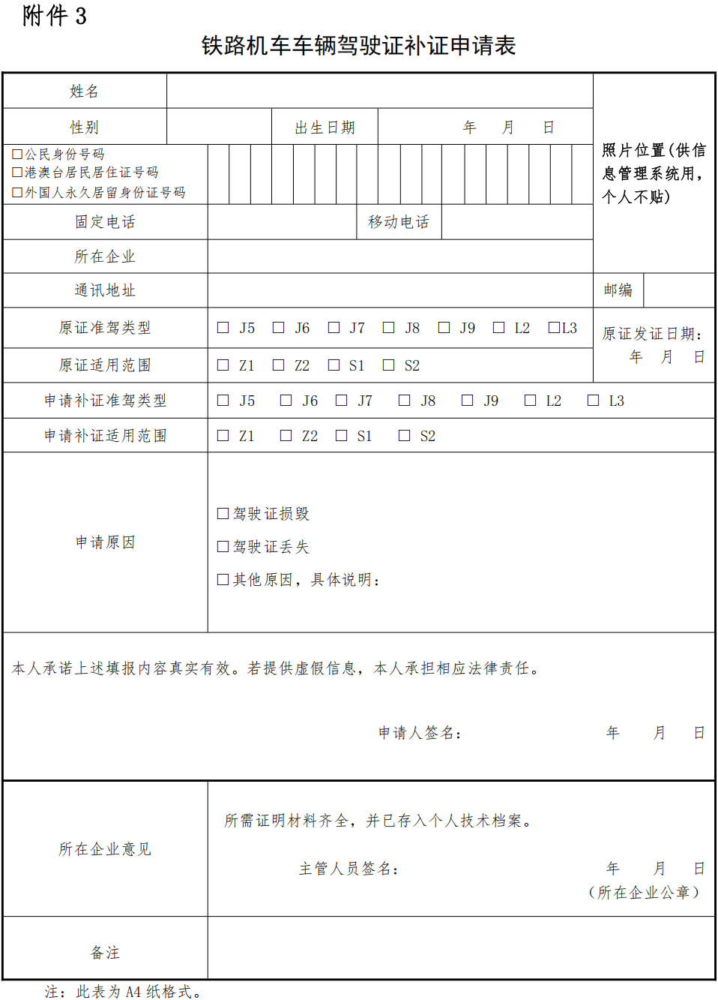 附件 3
铁路机车车辆驾驶证补证申请表
姓名
性别 出生日期 年 月 日
照片位置(供信息管理系统用，个人不贴)
□公民身份号码
□港澳台居民居住证号码
□外国人永久居留身份证号码
固定电话 移动电话
所在企业
通讯地址 邮编
原证准驾类型 □ J5 □ J6 □ J7 □ J8 □ J9 □ L2 □L3
原证发证日期：
年 月 日
原证适用范围 □ Z1 □ Z2 □ S1 □ S2
申请补证准驾类型 □ J5 □ J6 □ J7 □ J8 □ J9 □ L2 □ L3
申请补证适用范围 □ Z1 □ Z2 □ S1 □ S2
申请原因
□驾驶证损毁
□驾驶证丢失
□其他原因，具体说明：
本人承诺上述填报内容真实有效。若提供虚假信息，本人承担相应法律责任。
申请人签名： 年 月 日
所在企业意见
所需证明材料齐全，并已存入个人技术档案。
主管人员签名： 年 月 日
（所在企业公章）
备注
注：此表为 A4 纸格式。